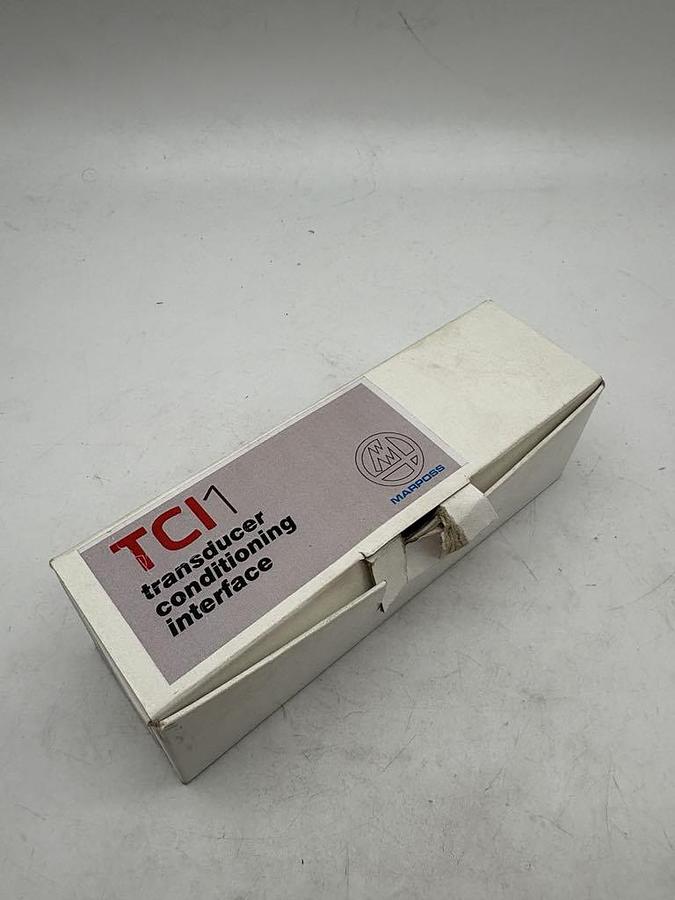 TCI1
transducer
conditioning
interface
MARPOSS